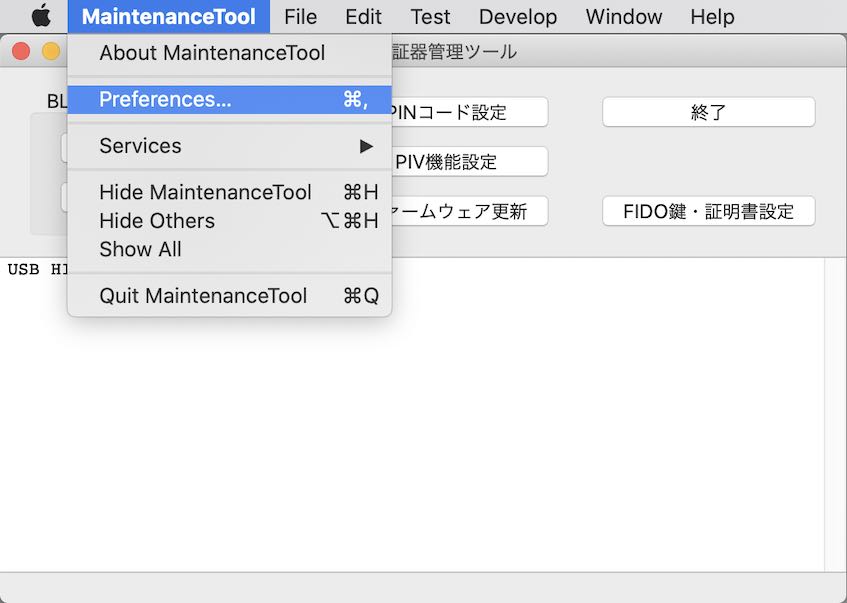 MaintenanceTool File Edit Test Develop Window Help
証器管理ツール
About MaintenanceTool
Preferences... ⌘,
Services ▶
Hide MaintenanceTool ⌘H
Hide Others ⌥⌘H
Show All
Quit MaintenanceTool ⌘Q
BL
PINコード設定
終了
PIV機能設定
ァームウェア更新
FIDO鍵・証明書設定
USB HI